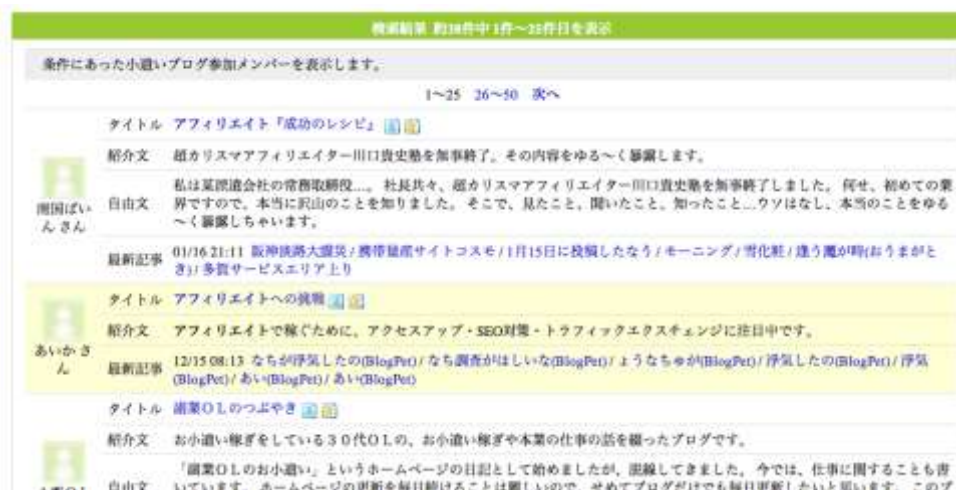 検索結果 約38件中 1件～25件目を表示
条件にあった小遣いブログ参加メンバーを表示します。
1～25 26～50 次へ
タイトル アフィリエイト『成功のレシピ』
紹介文 超カリスマアフィリエイター川口貴史塾を無事終了。その内容をゆる～く暴露します。
私は某派遣会社の常務取締役…。 社長共々、超カリスマアフィリエイター川口貴史塾を無事終了しました。 何せ、初めての業
自由文 界ですので、本当に沢山のことを知りました。 そこで、見たこと、聞いたこと、知ったこと…ウソはなし、本当のことをゆる
～く暴露しちゃいます。
南国ぱいん さん
最新記事 01/16 21:11 阪神淡路大震災 / 携帯量産サイトコスモ / 1月15日に投稿したなう / モーニング / 雪化粧 / 逢う魔が時(おうまがと
き) / 多賀サービスエリア上り
タイトル アフィリエイトへの挑戦
紹介文 アフィリエイトで稼ぐために、アクセスアップ・SEO対策・トラフィックエクスチェンジに注目中です。
あいか さん
最新記事 12/15 08:13 なちが浮気したの(BlogPet) / なち調査がほしいな(BlogPet) / ようなちゅが(BlogPet) / 浮気したの(BlogPet) / 浮気
(BlogPet) / あい(BlogPet) / あい(BlogPet)
タイトル 副業ＯＬのつぶやき
紹介文 お小遣い稼ぎをしている３０代ＯＬの、お小遣い稼ぎや本業の仕事の話を綴ったブログです。
「副業ＯＬのお小遣い」というホームページの日記として始めましたが、脱線してきました。 今では、仕事に関することも書
自由文 いています。 ホームページの更新を毎日続けることは難しいので、せめてブログだけでも毎日更新したいと思います。 このブ